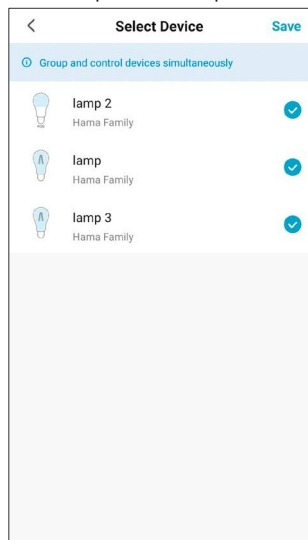 Select Device
Save
Group and control devices simultaneously
lamp 2
Hama Family
lamp
Hama Family
lamp 3
Hama Family